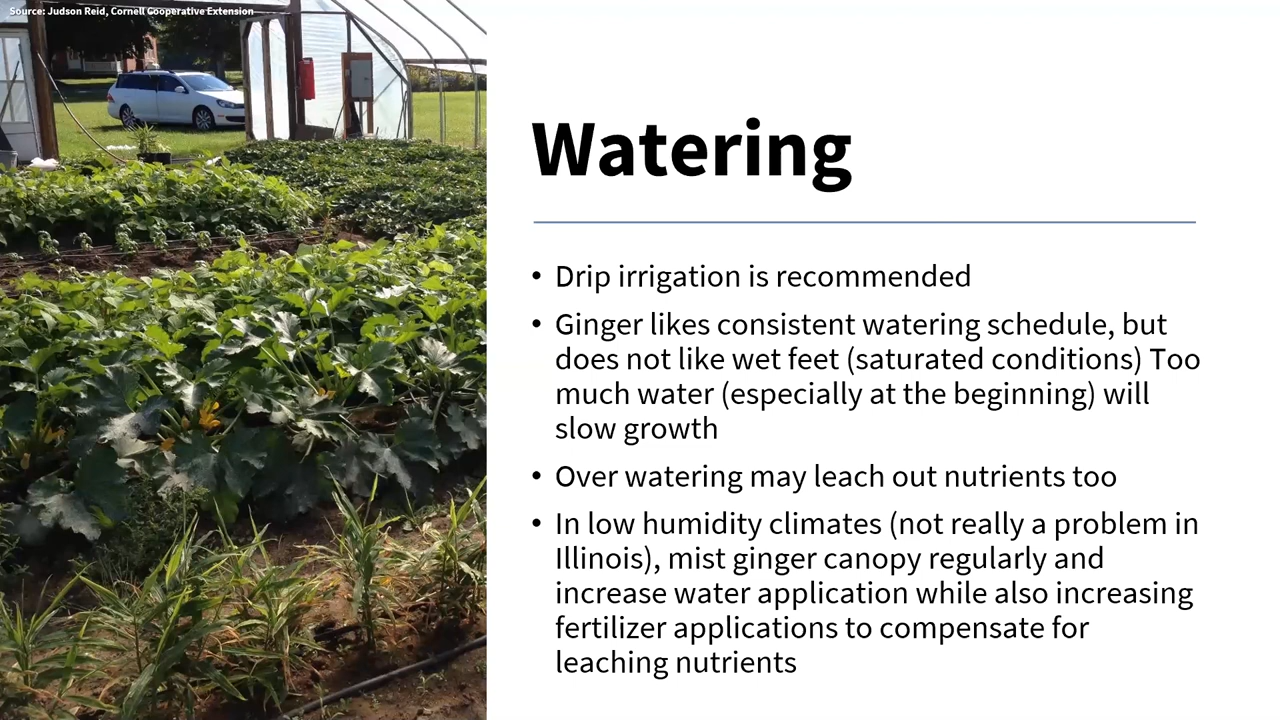 Source: Judson Reid, Cornell Cooperative Extension
Watering
• Drip irrigation is recommended
• Ginger likes consistent watering schedule, but
does not like wet feet (saturated conditions) Too
much water (especially at the beginning) will
slow growth
• Over watering may leach out nutrients too
• In low humidity climates (not really a problem in
Illinois), mist ginger canopy regularly and
increase water application while also increasing
fertilizer applications to compensate for
leaching nutrients